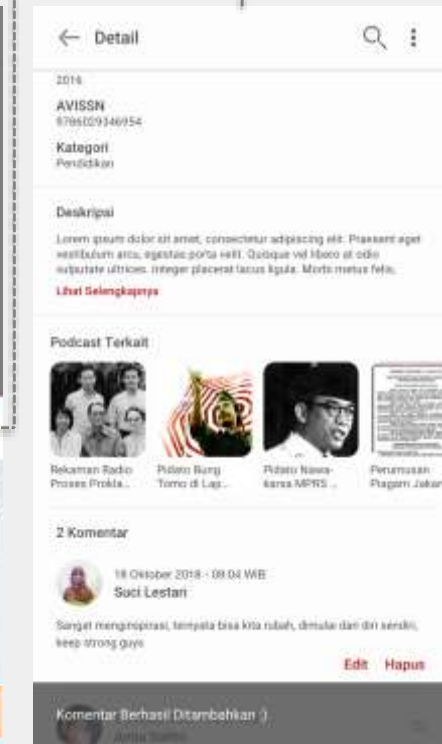 Detail
2016
AVISSN
9786029346954
Kategori
Pendidikan
Deskripsi
Lorem ipsum dolor sit amet, consectetur adipiscing elit. Praesent eget
vestibulum arcu, egestas porta velit. Quisque vel libero at odio
vulputate ultrices. Integer placerat lacus ligula. Morbi metus felis,
Lihat Selengkapnya
Podcast Terkait
Rekaman Radio
Proses Prokla...
Pidato Bung
Tomo di Lap...
Pidato Nawa-
karsa MPRS ...
Perumusan
Piagam Jakar
2 Komentar
18 Oktober 2018 - 09.04 WIB
Suci Lestari
Sangat menginspirasi, ternyata bisa kita rubah, dimulai dari diri sendiri,
keep strong guys
Edit Hapus
Komentar Berhasil Ditambahkan :)